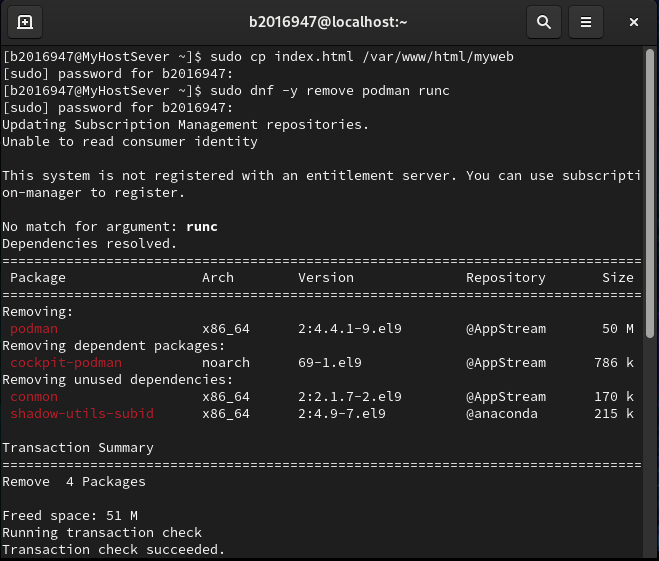 b2016947@localhost:~
[b2016947@MyHostSever ~]$ sudo cp index.html /var/www/html/myweb
[sudo] password for b2016947:
[b2016947@MyHostSever ~]$ sudo dnf -y remove podman runc
[sudo] password for b2016947:
Updating Subscription Management repositories.
Unable to read consumer identity
This system is not registered with an entitlement server. You can use subscripti
on-manager to register.
No match for argument: runc
Dependencies resolved.
================================================================================
Package Arch Version Repository Size
================================================================================
Removing:
podman x86_64 2:4.4.1-9.el9 @AppStream 50 M
Removing dependent packages:
cockpit-podman noarch 69-1.el9 @AppStream 786 k
Removing unused dependencies:
conmon x86_64 2:2.1.7-2.el9 @AppStream 170 k
shadow-utils-subid x86_64 2:4.9-7.el9 @anaconda 215 k
Transaction Summary
================================================================================
Remove  4 Packages
Freed space: 51 M
Running transaction check
Transaction check succeeded.